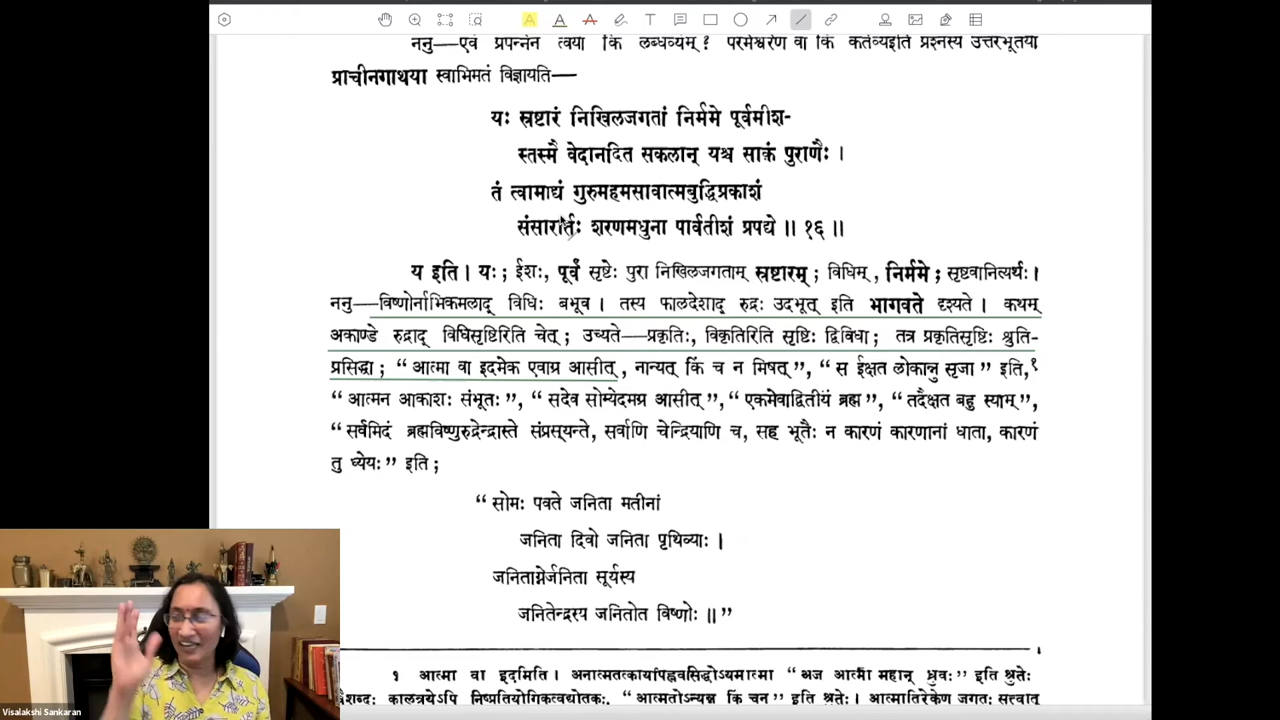 ननु—एवं प्रपन्नेन त्वया किं लब्धव्यम् ? परमेश्वरेण वा किं कर्तव्यइति प्रश्नस्य उत्तरभूतया
प्राचीनगाथया स्वाभिमतं विज्ञायति—
यः स्रष्टारं निखिलजगतां निर्ममे पूर्वमीश-
स्तस्मै वेदानदित सकलान् यश्च साकं पुराणैः ।
तं त्वामाद्यं गुरुमहमसावात्मबुद्धिप्रकाशं
संसारार्तः शरणमधुना पार्वतीशं प्रपद्ये ॥ १६ ॥
य इति । यः ; ईशः, पूर्वं सृष्टेः पुरा निखिलजगताम् स्रष्टारम् ; विधिम् , निर्ममे ; सृष्टवानित्यर्थः ।
ननु—विष्णोर्नाभिकमलाद् विधिः बभूव । तस्य फालदेशाद् रुद्रः उदभूत् इति भागवते दृश्यते । कथम्
अकाण्डे रुद्राद् विधिसृष्टिरिति चेत् ; उच्यते—प्रकृतिः, विकृतिरिति सृष्टिः द्विविधा ; तत्र प्रकृतिसृष्टिः श्रुति-
प्रसिद्धा ; “ आत्मा वा इदमेक एवाग्र आसीत् , नान्यत् किं च न मिषत् ”, “ स ईक्षत लोकान्नु सृजा ” इति,१
“ आत्मन आकाशः संभूतः ”, “ सदेव सोम्येदमग्र आसीत् ”, “ एकमेवाद्वितीयं ब्रह्म ”, “ तदैक्षत बहु स्याम् ”,
“ सर्वमिदं ब्रह्मविष्णुरुद्रेन्द्रास्ते संप्रसूयन्ते, सर्वाणि चेन्द्रियाणि च, सह भूतैः न कारणं कारणानां धाता, कारणं
तु ध्येयः ” इति ;
“ सोमः पवते जनिता मतीनां
जनिता दिवो जनिता पृथिव्याः ।
जनिताग्नेर्जनिता सूर्यस्य
जनितेन्द्रस्य जनितोत विष्णोः ॥ ”
१ आत्मा वा इदमिति । अनात्मतत्कार्यापह्नवसिद्धोऽयमात्मा “ अज आत्मा महान् ध्रुवः ” इति श्रुतेः
शब्दः कालत्रयेऽपि निष्प्रतियोगिकत्वद्योतकः. “ आत्मतोऽन्यन्न किं चन ” इति श्रुतेः । आत्मातिरेकेण जगतः सत्त्वात्
Visalakshi Sankaran